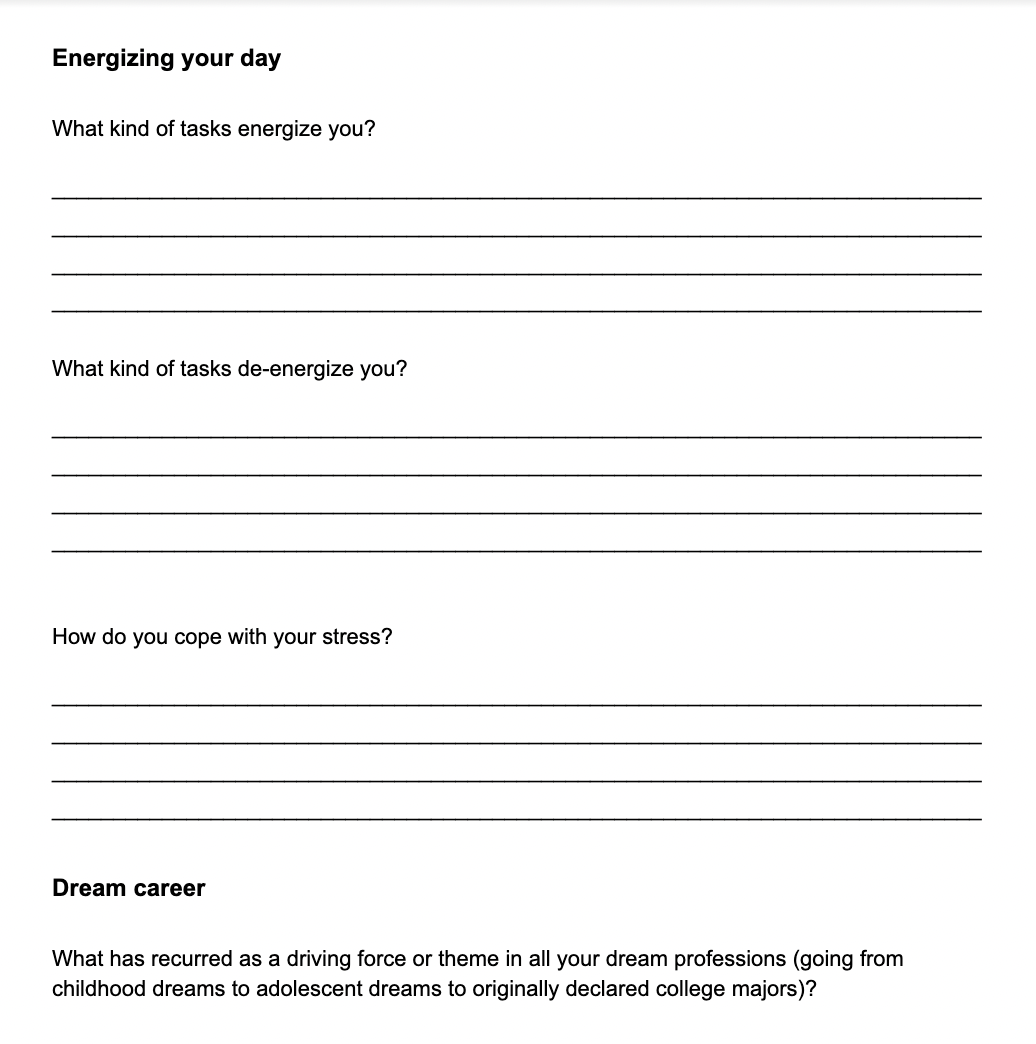 Energizing your day
What kind of tasks energize you?
What kind of tasks de-energize you?
How do you cope with your stress?
Dream career
What has recurred as a driving force or theme in all your dream professions (going from
childhood dreams to adolescent dreams to originally declared college majors)?